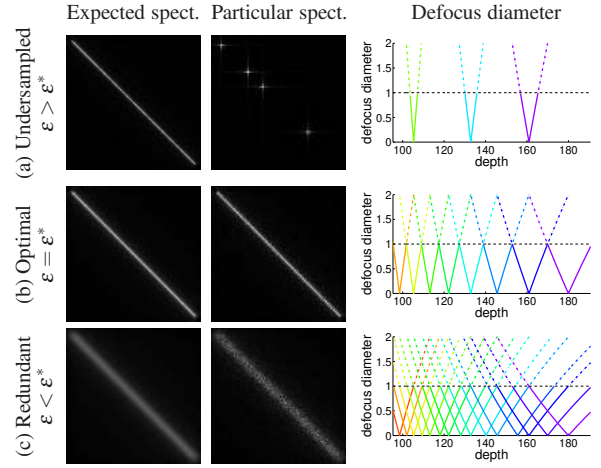 Expected spect. Particular spect. Defocus diameter
(a) Undersampled
ε > ε*
defocus diameter
2
1.5
1
0.5
0
100 120 140 160 180
depth
(b) Optimal
ε = ε*
defocus diameter
2
1.5
1
0.5
0
100 120 140 160 180
depth
(c) Redundant
ε < ε*
defocus diameter
2
1.5
1
0.5
0
100 120 140 160 180
depth